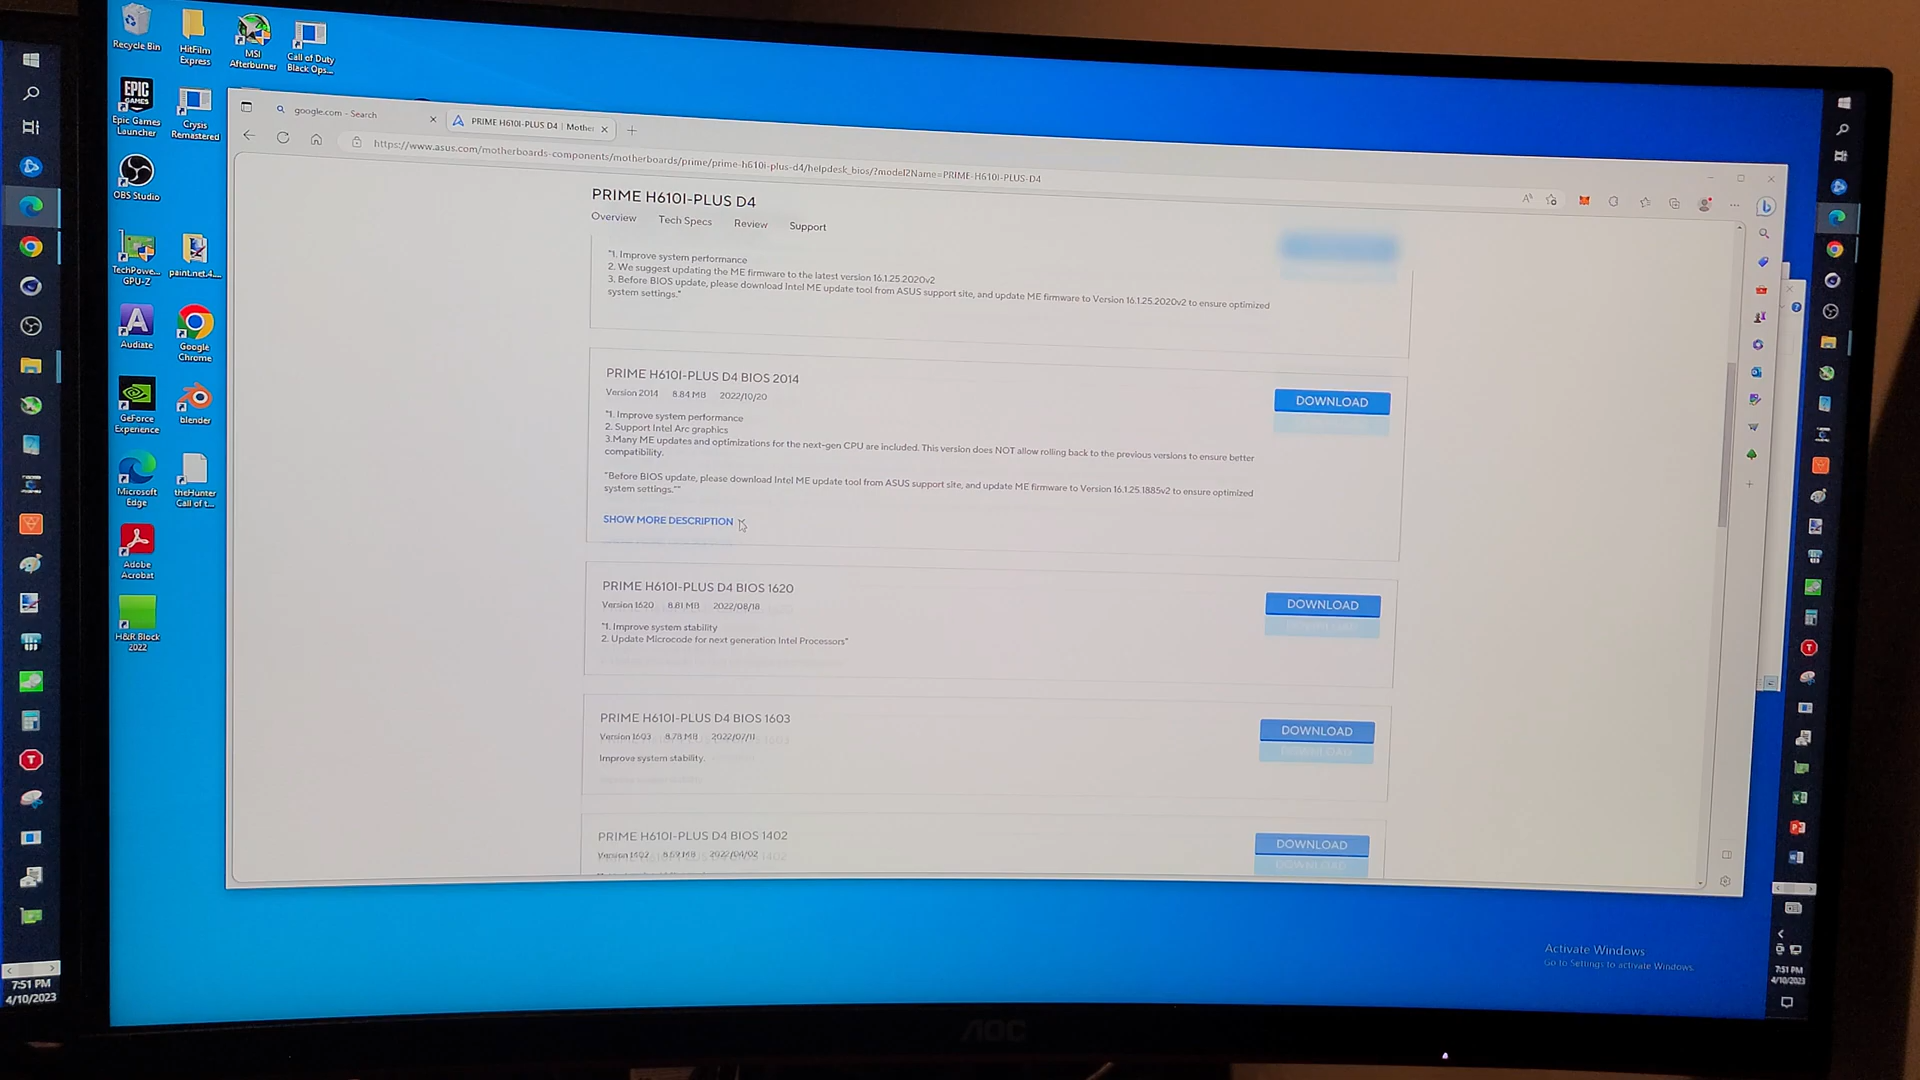 Recycle Bin
HitFilm
Express
MSI
Afterburner
Call of Duty
Black Ops...
EPIC
GAMES
Epic Games
Launcher
Crysis
Remastered
OBS Studio
TechPowe...
GPU-Z
paint.net.4....
Audiate
Google
Chrome
GeForce
Experience
blender
Microsoft
Edge
theHunter
Call of t...
Adobe
Acrobat
H&R Block
2022
google.com - Search
PRIME H610I-PLUS D4 | Mother
https://www.asus.com/motherboards-components/motherboards/prime/prime-h610i-plus-d4/helpdesk_bios/?model2Name=PRIME-H610I-PLUS-D4
PRIME H610I-PLUS D4
Overview Tech Specs Review Support
"1. Improve system performance
2. We suggest updating the ME firmware to the latest version 16.1.25.2020v2
3. Before BIOS update, please download Intel ME update tool from ASUS support site, and update ME firmware to Version 16.1.25.2020v2 to ensure optimized
system settings."
PRIME H610I-PLUS D4 BIOS 2014
Version 2014 8.84 MB 2022/10/20
DOWNLOAD
"1. Improve system performance
2. Support Intel Arc graphics
3.Many ME updates and optimizations for the next-gen CPU are included. This version does NOT allow rolling back to the previous versions to ensure better
compatibility.
"Before BIOS update, please download Intel ME update tool from ASUS support site, and update ME firmware to Version 16.1.25.1885v2 to ensure optimized
system settings.""
SHOW MORE DESCRIPTION
PRIME H610I-PLUS D4 BIOS 1620
Version 1620 8.81 MB 2022/08/18
DOWNLOAD
"1. Improve system stability
2. Update Microcode for next generation Intel Processors"
PRIME H610I-PLUS D4 BIOS 1603
Version 1603 8.78 MB 2022/07/11
DOWNLOAD
Improve system stability.
PRIME H610I-PLUS D4 BIOS 1402
Version 1402 8.59 MB 2022/04/02
DOWNLOAD
Activate Windows
Go to Settings to activate Windows.
7:51 PM
4/10/2023
7:51 PM
4/10/2023
AOC